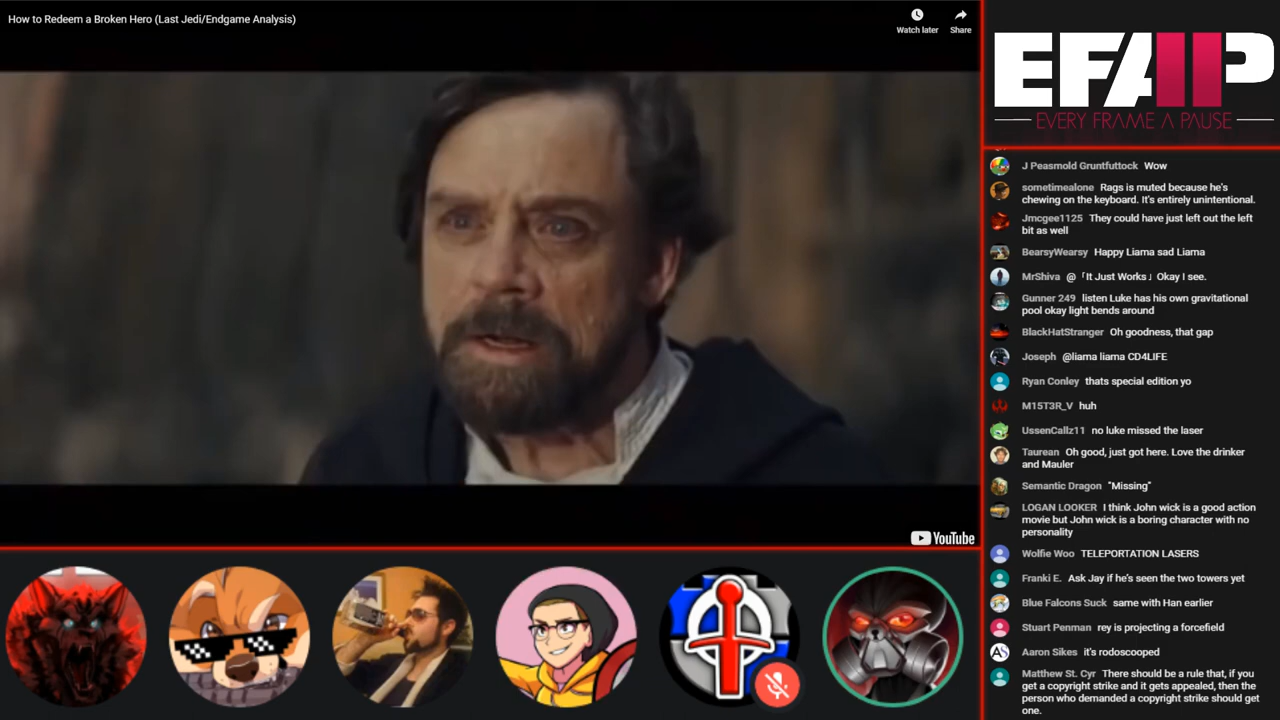 How to Redeem a Broken Hero (Last Jedi/Endgame Analysis)
Watch later
Share
YouTube
EFAP
EVERY FRAME A PAUSE
J Peasmold Gruntfuttock Wow
sometimealone Rags is muted because he's
chewing on the keyboard. It's entirely unintentional.
Jmcgee1125 They could have just left out the left
bit as well
BearsyWearsy Happy Liama sad Liama
MrShiva @「It Just Works」Okay I see.
Gunner 249 listen Luke has his own gravitational
pool okay light bends around
BlackHatStranger Oh goodness, that gap
Joseph @liama liama CD4LIFE
Ryan Conley thats special edition yo
M15T3R_V huh
UssenCallz11 no luke missed the laser
Taurean Oh good, just got here. Love the drinker
and Mauler
Semantic Dragon "Missing"
LOGAN LOOKER I think John wick is a good action
movie but John wick is a boring character with no
personality
Wolfie Woo TELEPORTATION LASERS
Franki E. Ask Jay if he's seen the two towers yet
Blue Falcons Suck same with Han earlier
Stuart Penman rey is projecting a forcefield
AS
Aaron Sikes it's rodoscooped
Matthew St. Cyr There should be a rule that, if you
get a copyright strike and it gets appealed, then the
person who demanded a copyright strike should get
one.